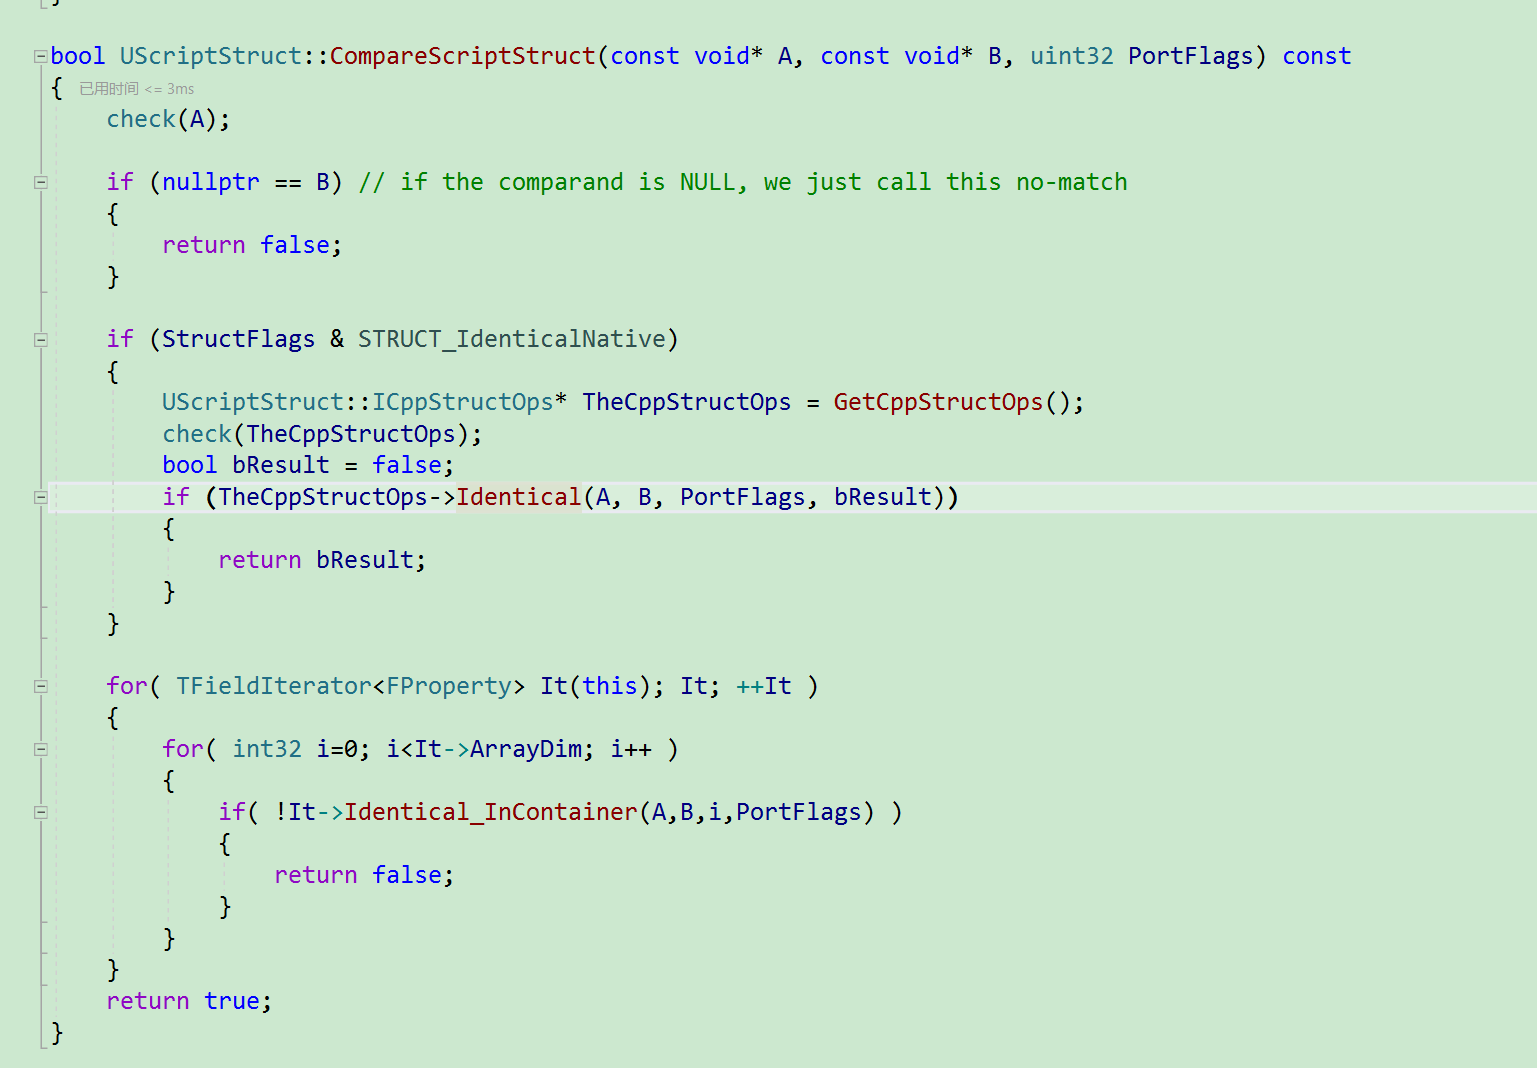 }
bool UScriptStruct::CompareScriptStruct(const void* A, const void* B, uint32 PortFlags) const
{ 已用时间 <= 3ms
    check(A);

    if (nullptr == B) // if the comparand is NULL, we just call this no-match
    {
        return false;
    }

    if (StructFlags & STRUCT_IdenticalNative)
    {
        UScriptStruct::ICppStructOps* TheCppStructOps = GetCppStructOps();
        check(TheCppStructOps);
        bool bResult = false;
        if (TheCppStructOps->Identical(A, B, PortFlags, bResult))
        {
            return bResult;
        }
    }

    for( TFieldIterator<FProperty> It(this); It; ++It )
    {
        for( int32 i=0; i<It->ArrayDim; i++ )
        {
            if( !It->Identical_InContainer(A,B,i,PortFlags) )
            {
                return false;
            }
        }
    }
    return true;
}